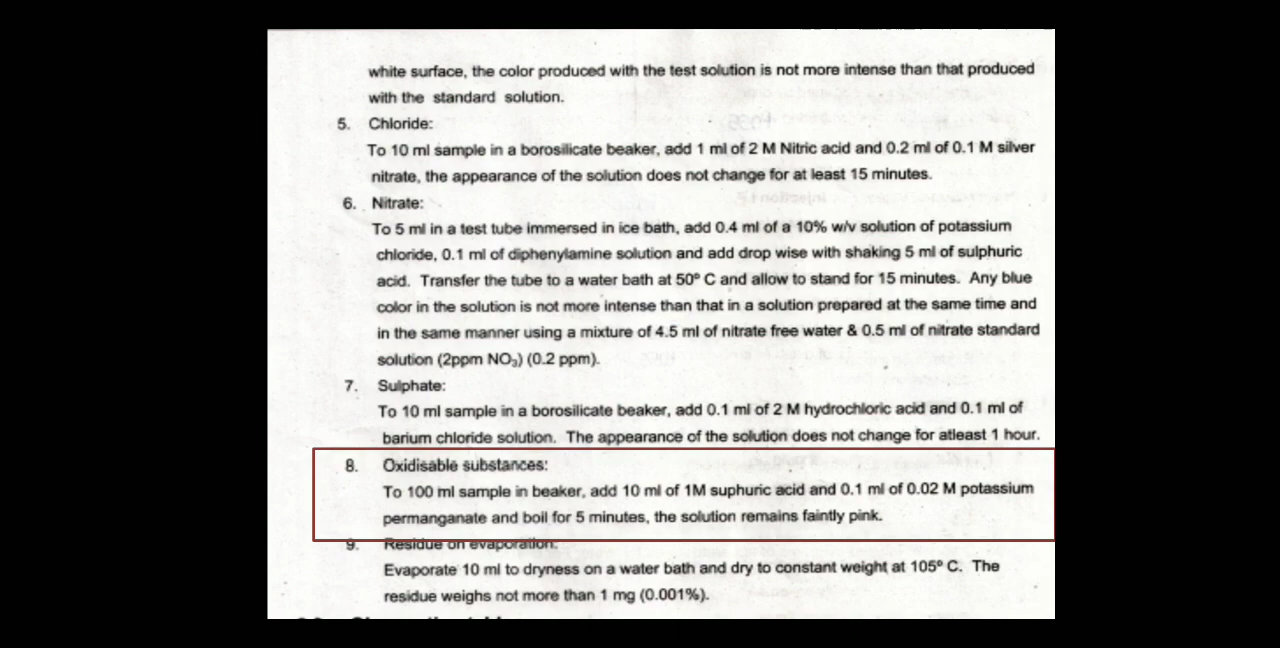 white surface, the color produced with the test solution is not more intense than that produced
with the standard solution.
5. Chloride:
To 10 ml sample in a borosilicate beaker, add 1 ml of 2 M Nitric acid and 0.2 ml of 0.1 M silver
nitrate, the appearance of the solution does not change for at least 15 minutes.
6. Nitrate:
To 5 ml in a test tube immersed in ice bath, add 0.4 ml of a 10% w/v solution of potassium
chloride, 0.1 ml of diphenylamine solution and add drop wise with shaking 5 ml of sulphuric
acid. Transfer the tube to a water bath at 50° C and allow to stand for 15 minutes. Any blue
color in the solution is not more intense than that in a solution prepared at the same time and
in the same manner using a mixture of 4.5 ml of nitrate free water & 0.5 ml of nitrate standard
solution (2ppm NO₃) (0.2 ppm).
7. Sulphate:
To 10 ml sample in a borosilicate beaker, add 0.1 ml of 2 M hydrochloric acid and 0.1 ml of
barium chloride solution. The appearance of the solution does not change for atleast 1 hour.
8. Oxidisable substances:
To 100 ml sample in beaker, add 10 ml of 1M suphuric acid and 0.1 ml of 0.02 M potassium
permanganate and boil for 5 minutes, the solution remains faintly pink.
9. Residue on evaporation:
Evaporate 10 ml to dryness on a water bath and dry to constant weight at 105° C. The
residue weighs not more than 1 mg (0.001%).